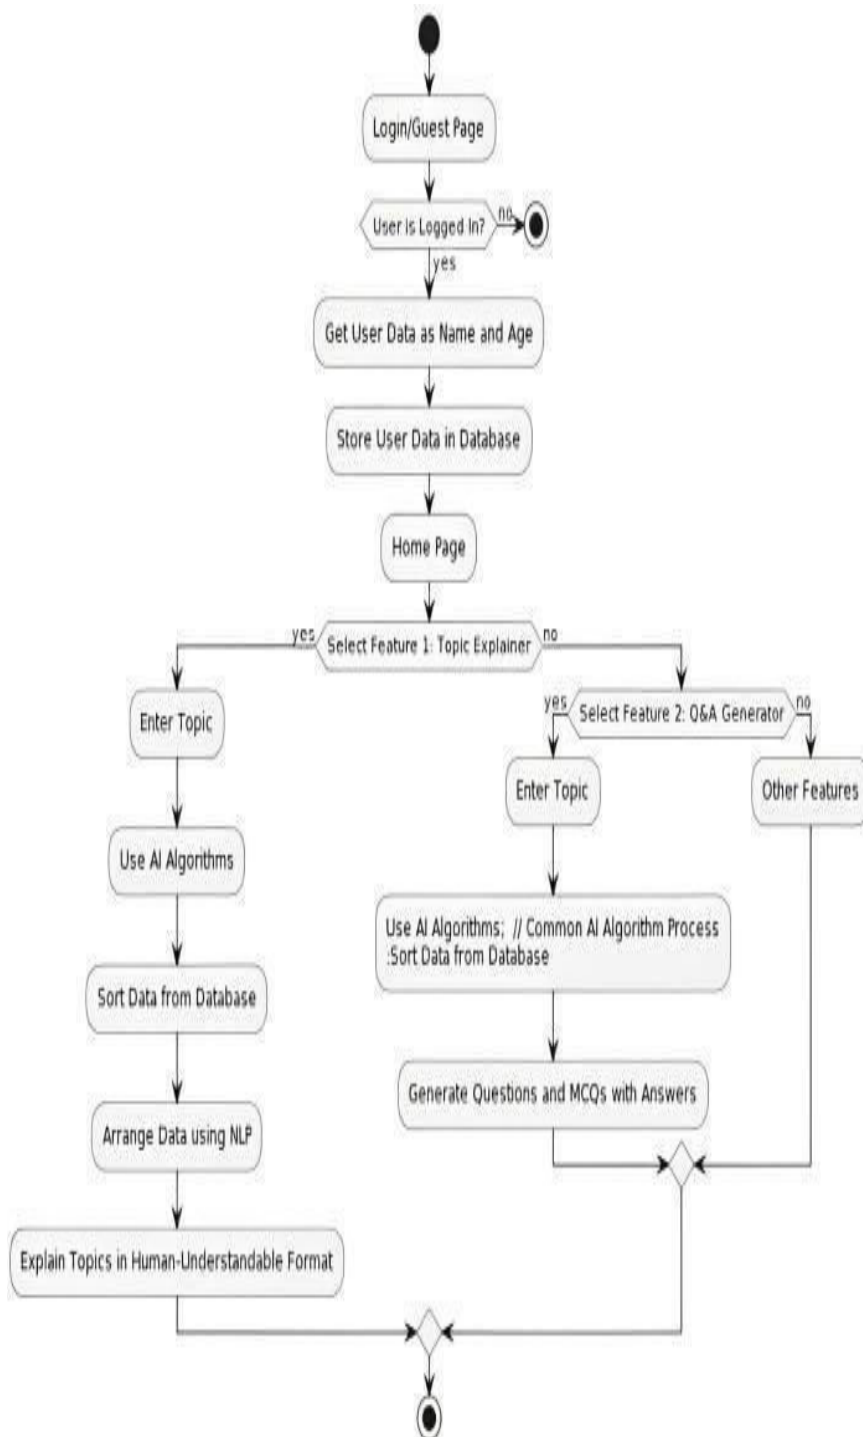 Login/Guest Page
User is Logged In?
no
yes
Get User Data as Name and Age
Store User Data in Database
Home Page
yes
Select Feature 1: Topic Explainer
no
Enter Topic
yes
Select Feature 2: Q&A Generator
no
Enter Topic
Other Features
Use AI Algorithms
Use AI Algorithms;  // Common AI Algorithm Process
:Sort Data from Database
Sort Data from Database
Generate Questions and MCQs with Answers
Arrange Data using NLP
Explain Topics in Human-Understandable Format